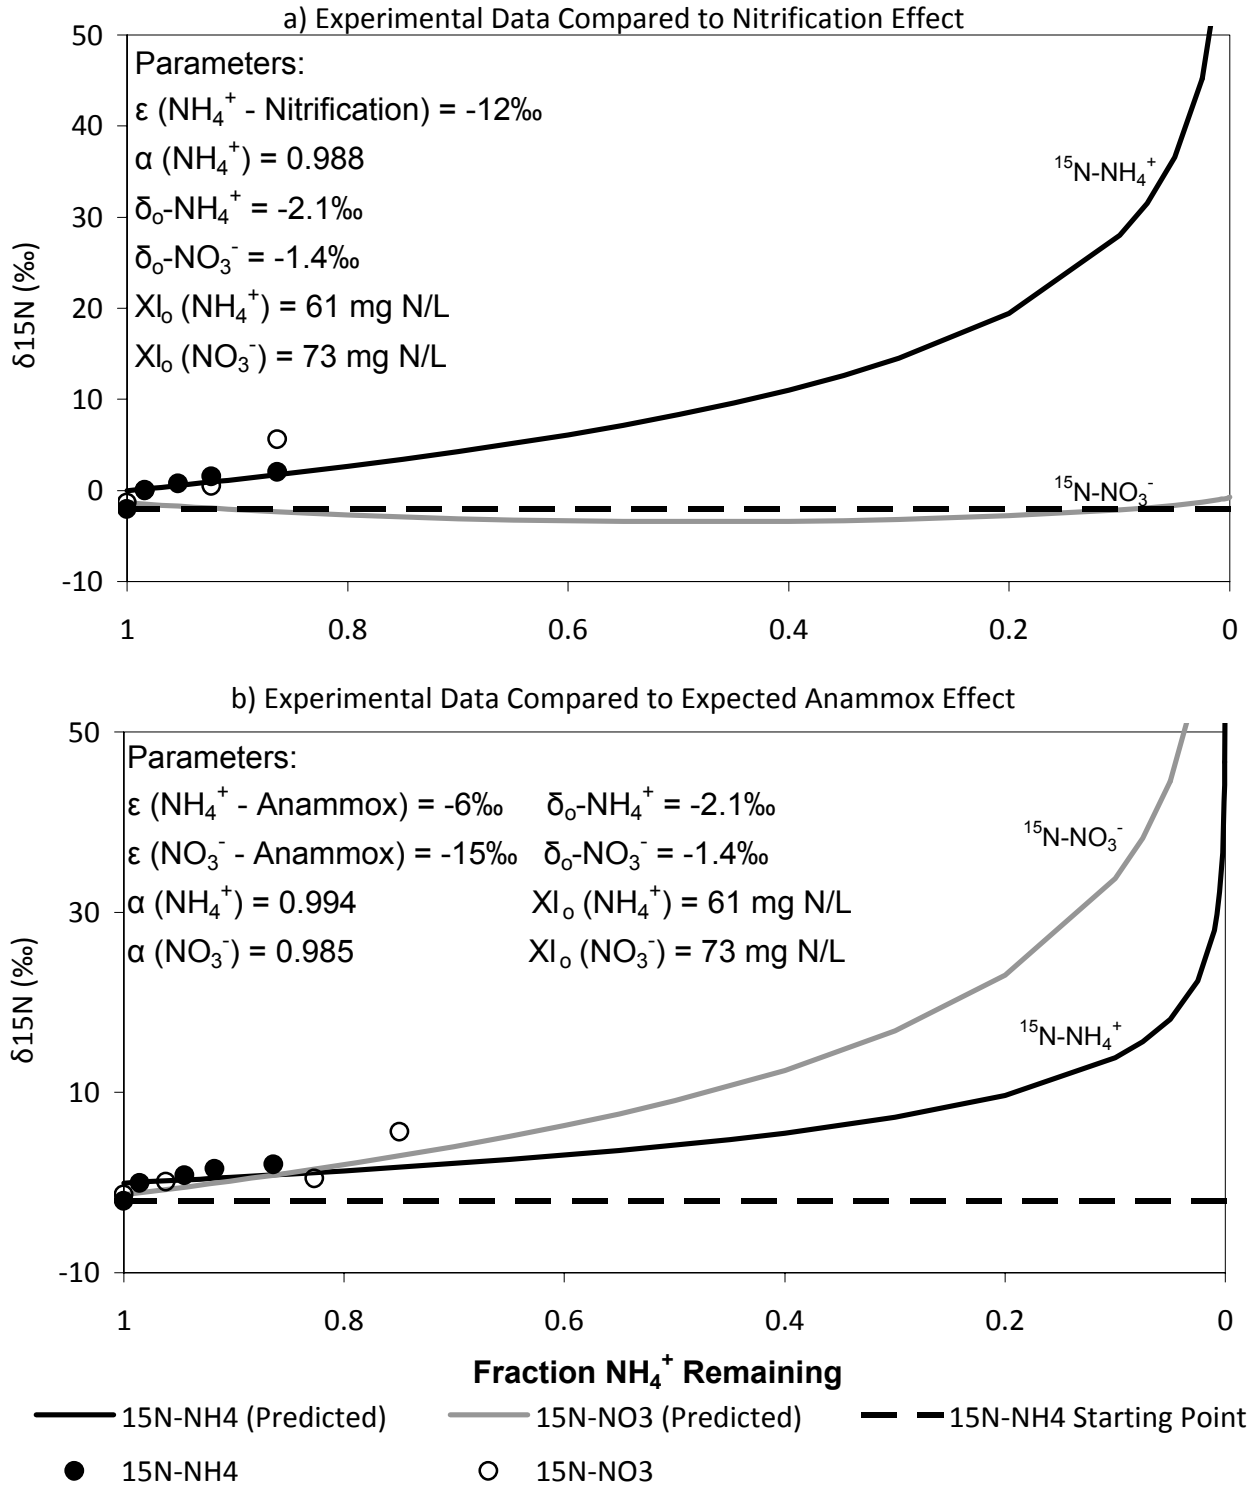 a) Experimental Data Compared to Nitrification Effect
50
40
30
20
10
0
-10
δ15N (‰)
Parameters:
ε (NH₄⁺ - Nitrification) = -12‰
α (NH₄⁺) = 0.988
δₒ-NH₄⁺ = -2.1‰
δₒ-NO₃⁻ = -1.4‰
Xlₒ (NH₄⁺) = 61 mg N/L
Xlₒ (NO₃⁻) = 73 mg N/L
¹⁵N-NH₄⁺
¹⁵N-NO₃⁻
1 0.8 0.6 0.4 0.2 0
b) Experimental Data Compared to Expected Anammox Effect
50
30
10
-10
δ15N (‰)
Parameters:
ε (NH₄⁺ - Anammox) = -6‰ δₒ-NH₄⁺ = -2.1‰
ε (NO₃⁻ - Anammox) = -15‰ δₒ-NO₃⁻ = -1.4‰
α (NH₄⁺) = 0.994 Xlₒ (NH₄⁺) = 61 mg N/L
α (NO₃⁻) = 0.985 Xlₒ (NO₃⁻) = 73 mg N/L
¹⁵N-NO₃⁻
¹⁵N-NH₄⁺
1 0.8 0.6 0.4 0.2 0
Fraction NH₄⁺ Remaining
15N-NH4 (Predicted) 15N-NO3 (Predicted) 15N-NH4 Starting Point
15N-NH4 15N-NO3